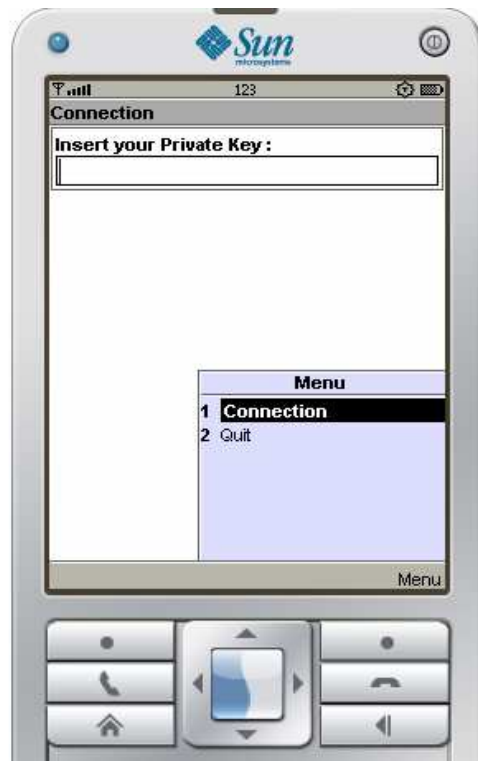 Sun
microsystems
123
Connection
Insert your Private Key :
Menu
1 Connection
2 Quit
Menu